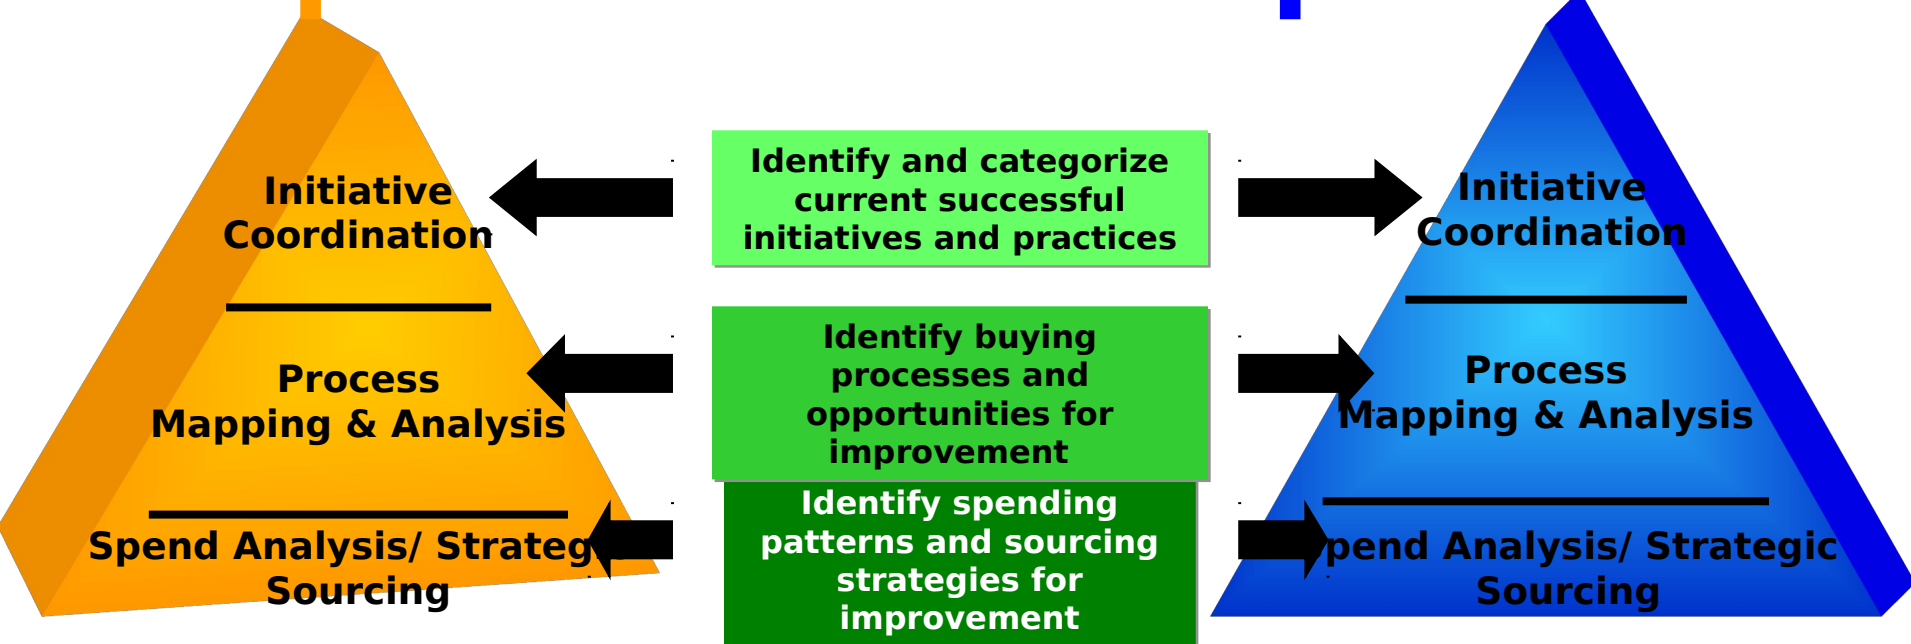 Initiative
Coordination
Process
Mapping & Analysis
Spend Analysis/ Strategic
Sourcing
Identify and categorize
current successful
initiatives and practices
Identify buying
processes and
opportunities for
improvement
Identify spending
patterns and sourcing
strategies for
improvement
Initiative
Coordination
Process
Mapping & Analysis
Spend Analysis/ Strategic
Sourcing